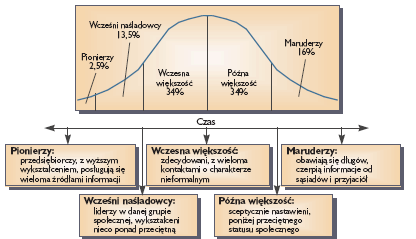 Wcześni naśladowcy
13,5%
Pionierzy
2,5%
Wczesna
większość
34%
Późna
większość
34%
Maruderzy
16%
Czas
Pionierzy:
przedsiębiorczy, z wyższym
wykształceniem, posługują się
wieloma źródłami informacji
Wczesna większość:
zdecydowani, z wieloma
kontaktami o charakterze
nieformalnym
Maruderzy:
obawiają się długów,
czerpią informacje od
sąsiadów i przyjaciół
Wcześni naśladowcy:
liderzy w danej grupie
społecznej, wykształceni
nieco ponad przeciętną
Późna większość:
sceptycznie nastawieni,
poniżej przeciętnego
statusu społecznego